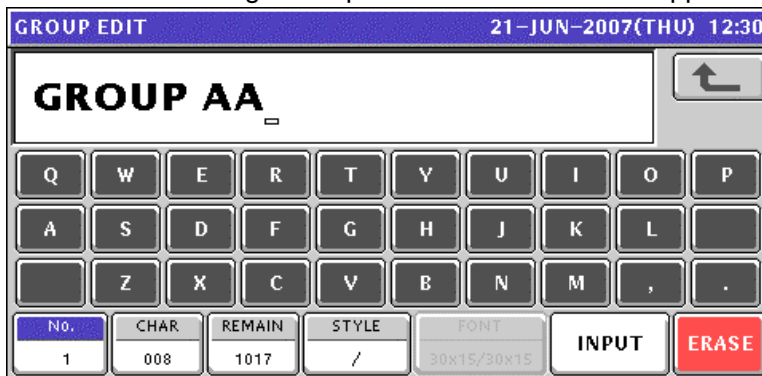 GROUP EDIT 21-JUN-2007(THU) 12:30
GROUP AA_
Q W E R T Y U I O P
A S D F G H J K L
Z X C V B N M , .
No. CHAR REMAIN STYLE FONT INPUT ERASE
1 008 1017 / 30x15/30x15